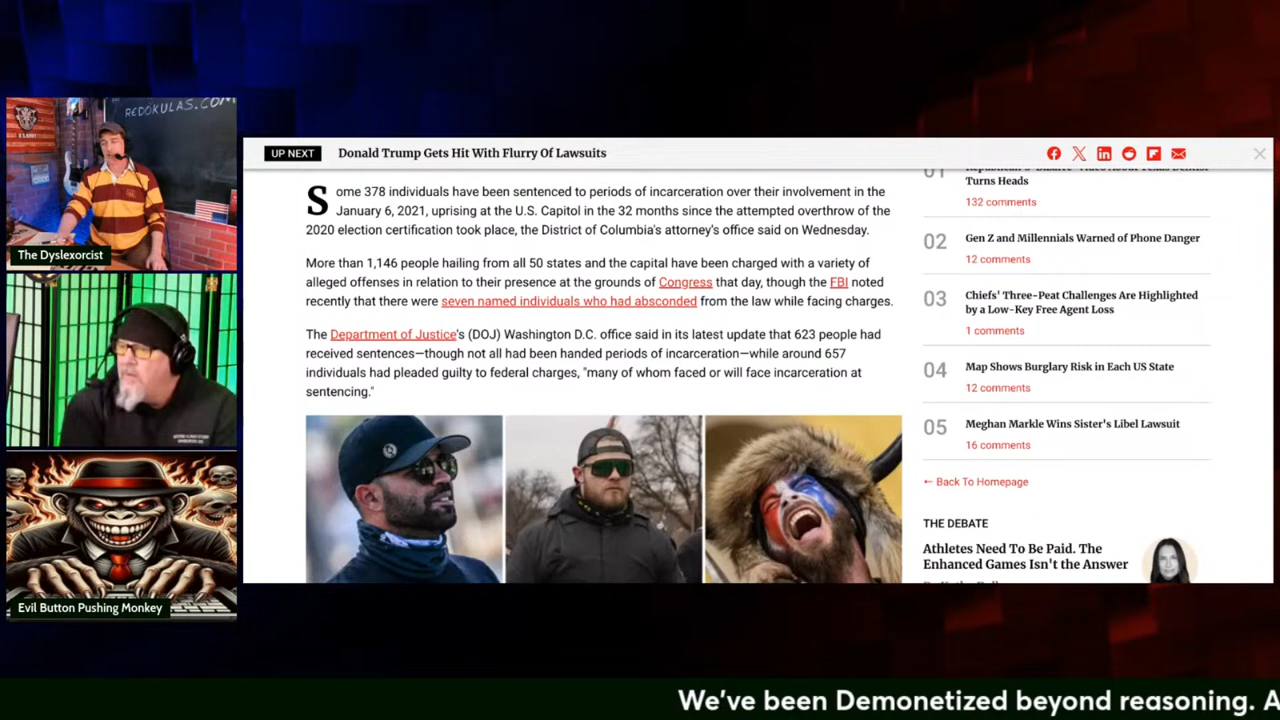 REDOKULAS.COM
The Dyslexorcist
Evil Button Pushing Monkey
UP NEXT
Donald Trump Gets Hit With Flurry Of Lawsuits
Some 378 individuals have been sentenced to periods of incarceration over their involvement in the
January 6, 2021, uprising at the U.S. Capitol in the 32 months since the attempted overthrow of the
2020 election certification took place, the District of Columbia's attorney's office said on Wednesday.
More than 1,146 people hailing from all 50 states and the capital have been charged with a variety of
alleged offenses in relation to their presence at the grounds of Congress that day, though the FBI noted
recently that there were seven named individuals who had absconded from the law while facing charges.
The Department of Justice's (DOJ) Washington D.C. office said in its latest update that 623 people had
received sentences—though not all had been handed periods of incarceration—while around 657
individuals had pleaded guilty to federal charges, "many of whom faced or will face incarceration at
sentencing."
01
Republican's 'Bizarre' Video About Texas Dentist
Turns Heads
132 comments
02
Gen Z and Millennials Warned of Phone Danger
12 comments
03
Chiefs' Three-Peat Challenges Are Highlighted
by a Low-Key Free Agent Loss
1 comments
04
Map Shows Burglary Risk in Each US State
12 comments
05
Meghan Markle Wins Sister's Libel Lawsuit
16 comments
← Back To Homepage
THE DEBATE
Athletes Need To Be Paid. The
Enhanced Games Isn't the Answer
We've been Demonetized beyond reasoning. A